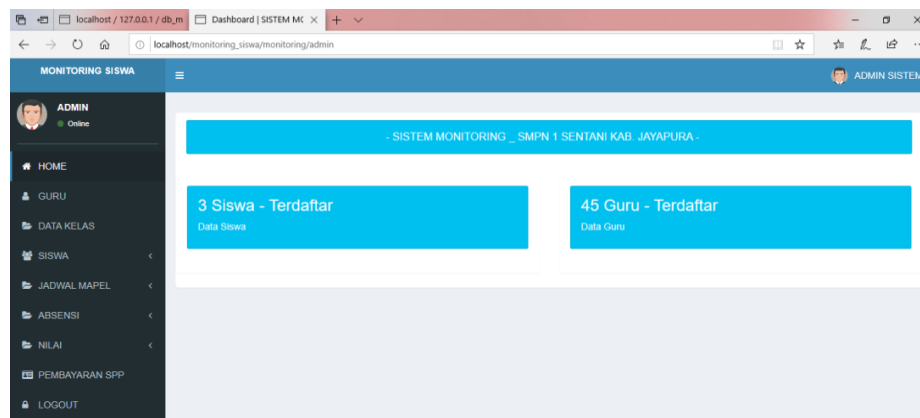 localhost / 127.0.0.1 / db_m
Dashboard | SISTEM MC
localhost/monitoring_siswa/monitoring/admin
MONITORING SISWA
ADMIN SISTEM
ADMIN
Online
- SISTEM MONITORING _ SMPN 1 SENTANI KAB. JAYAPURA -
HOME
GURU
DATA KELAS
SISWA
JADWAL MAPEL
ABSENSI
NILAI
PEMBAYARAN SPP
LOGOUT
3 Siswa - Terdaftar
Data Siswa
45 Guru - Terdaftar
Data Guru